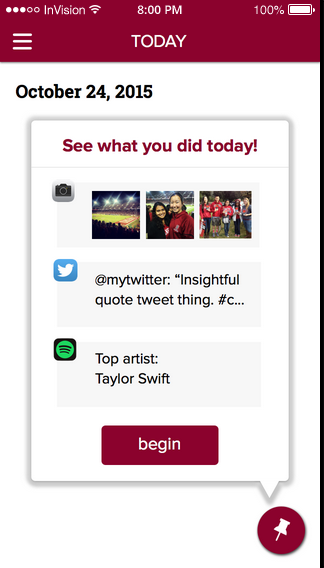 InVision 8:00 PM 100%
TODAY
October 24, 2015
See what you did today!
@mytwitter: “Insightful
quote tweet thing. #c...
Top artist:
Taylor Swift
begin